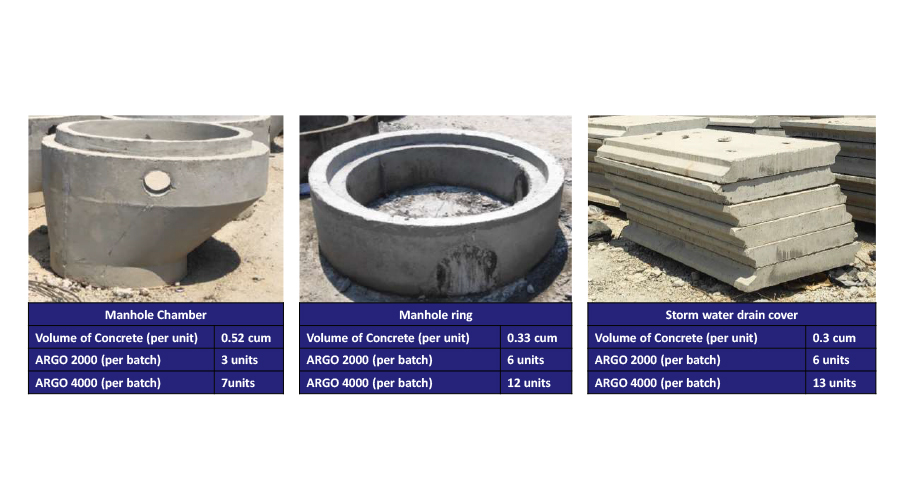 Manhole Chamber
Volume of Concrete (per unit) 0.52 cum
ARGO 2000 (per batch) 3 units
ARGO 4000 (per batch) 7units
Manhole ring
Volume of Concrete (per unit) 0.33 cum
ARGO 2000 (per batch) 6 units
ARGO 4000 (per batch) 12 units
Storm water drain cover
Volume of Concrete (per unit) 0.3 cum
ARGO 2000 (per batch) 6 units
ARGO 4000 (per batch) 13 units